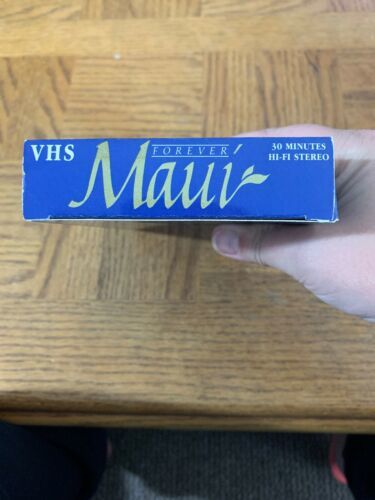 VHS
FOREVER
Maui
30 MINUTES
HI-FI STEREO